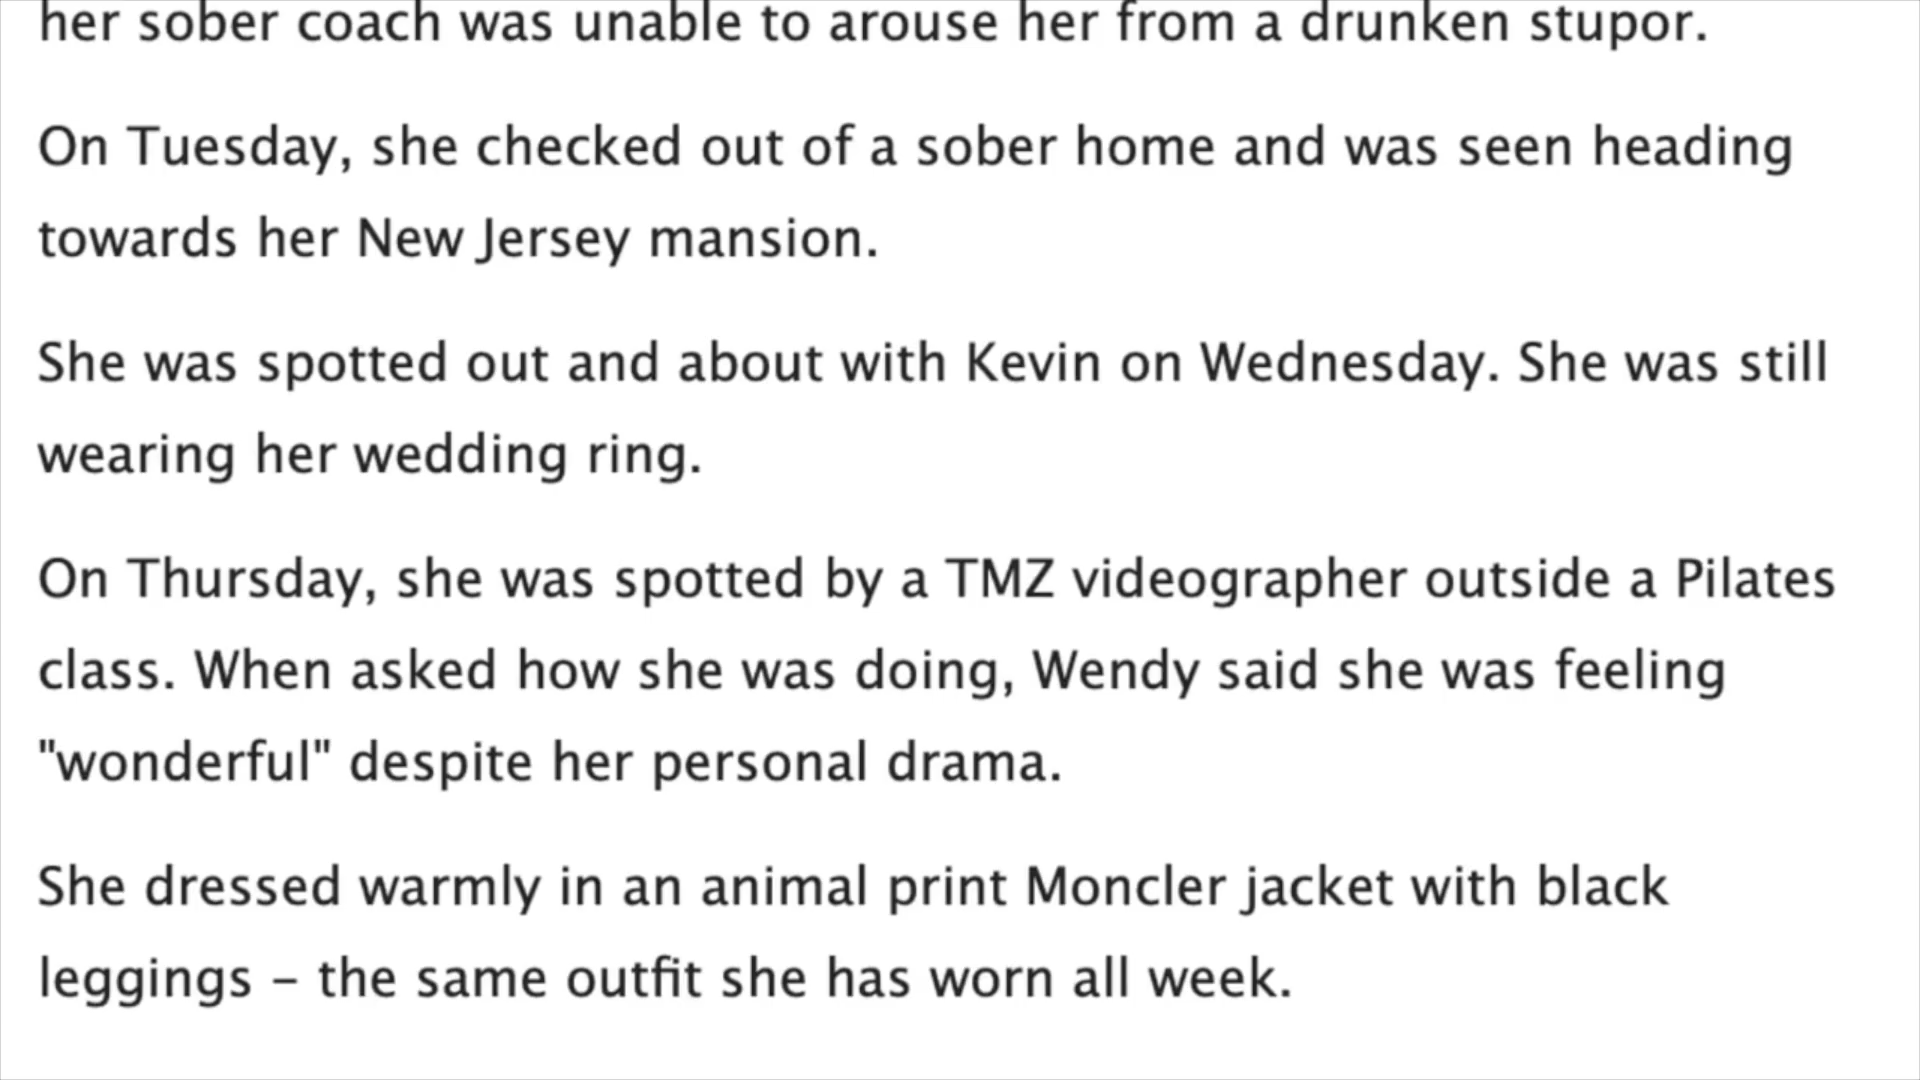 her sober coach was unable to arouse her from a drunken stupor.
On Tuesday, she checked out of a sober home and was seen heading
towards her New Jersey mansion.
She was spotted out and about with Kevin on Wednesday. She was still
wearing her wedding ring.
On Thursday, she was spotted by a TMZ videographer outside a Pilates
class. When asked how she was doing, Wendy said she was feeling
"wonderful" despite her personal drama.
She dressed warmly in an animal print Moncler jacket with black
leggings – the same outfit she has worn all week.